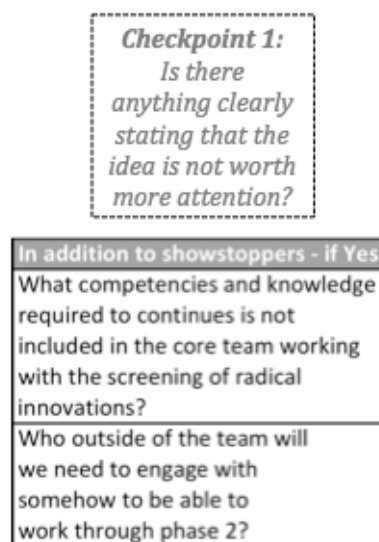 Checkpoint 1:
Is there
anything clearly
stating that the
idea is not worth
more attention?
In addition to showstoppers - if Yes
What competencies and knowledge
required to continues is not
included in the core team working
with the screening of radical
innovations?
Who outside of the team will
we need to engage with
somehow to be able to
work through phase 2?